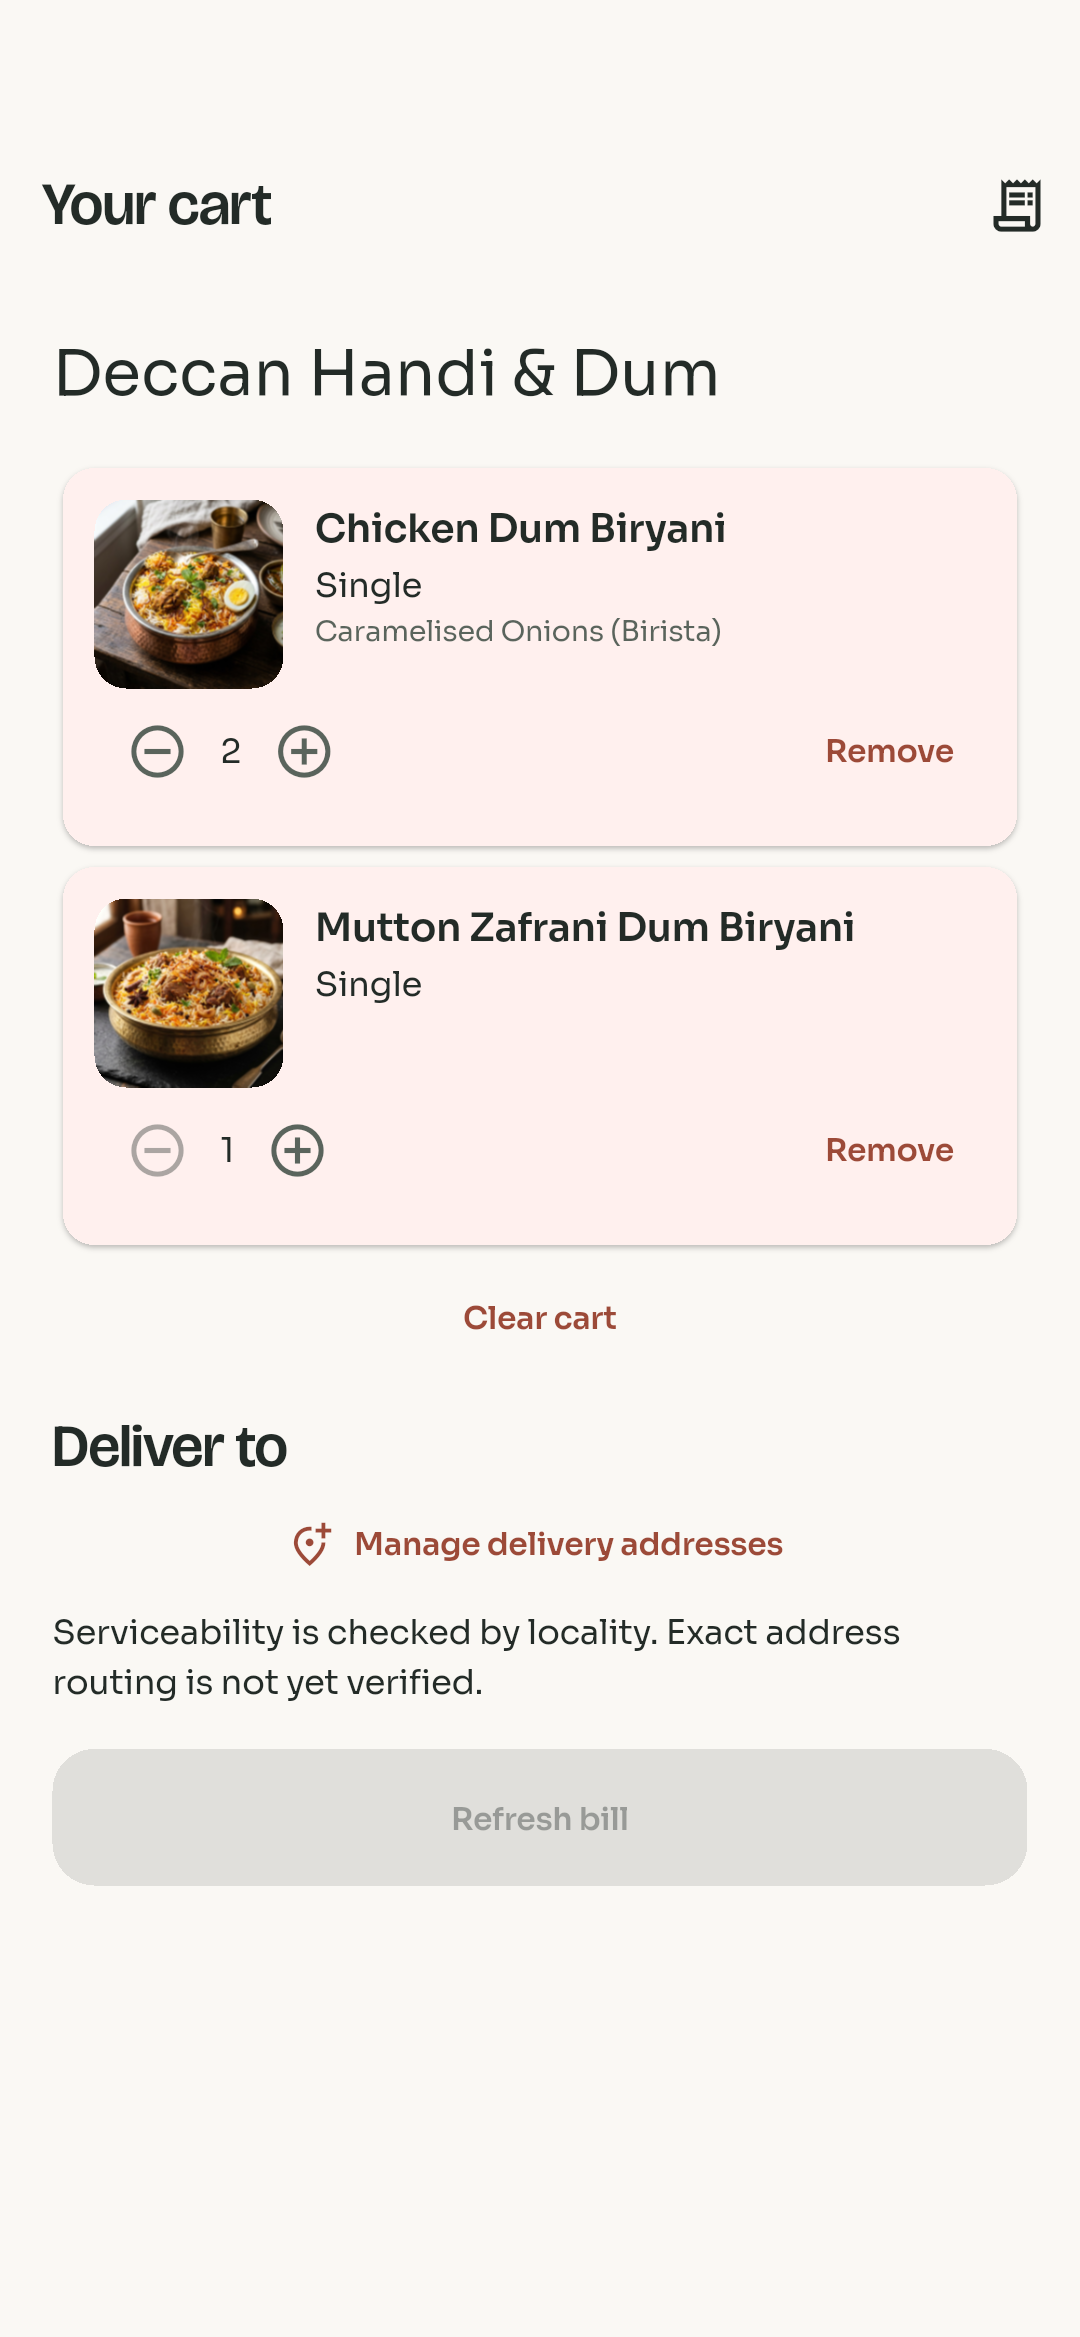 Your cart
Deccan Handi & Dum
Chicken Dum Biryani
Single
Caramelised Onions (Birista)
2
Remove
Mutton Zafrani Dum Biryani
Single
1
Remove
Clear cart
Deliver to
Manage delivery addresses
Serviceability is checked by locality. Exact address
routing is not yet verified.
Refresh bill